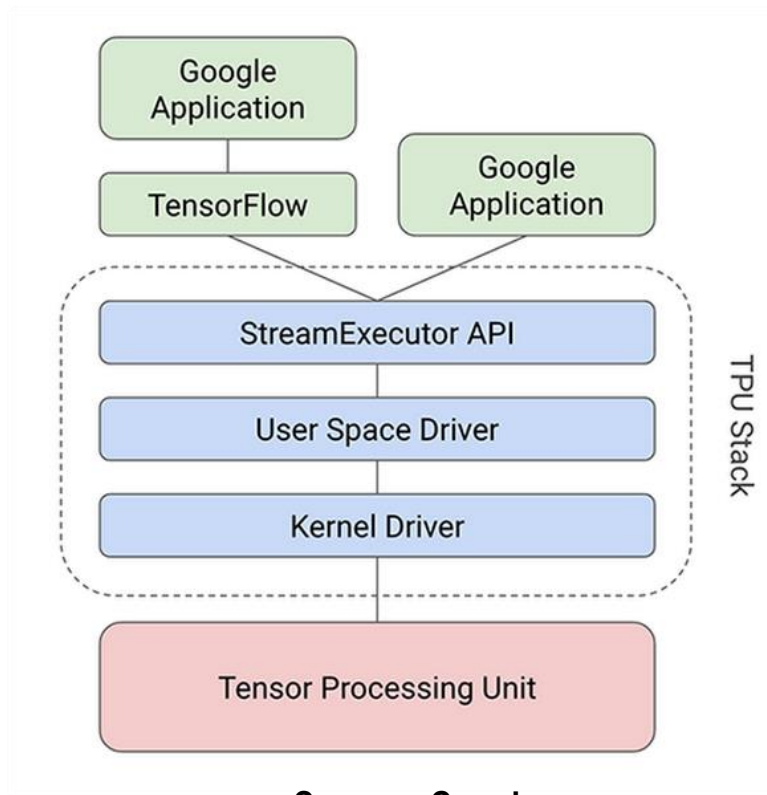 Google
Application
TensorFlow
Google
Application
StreamExecutor API
User Space Driver
Kernel Driver
TPU Stack
Tensor Processing Unit